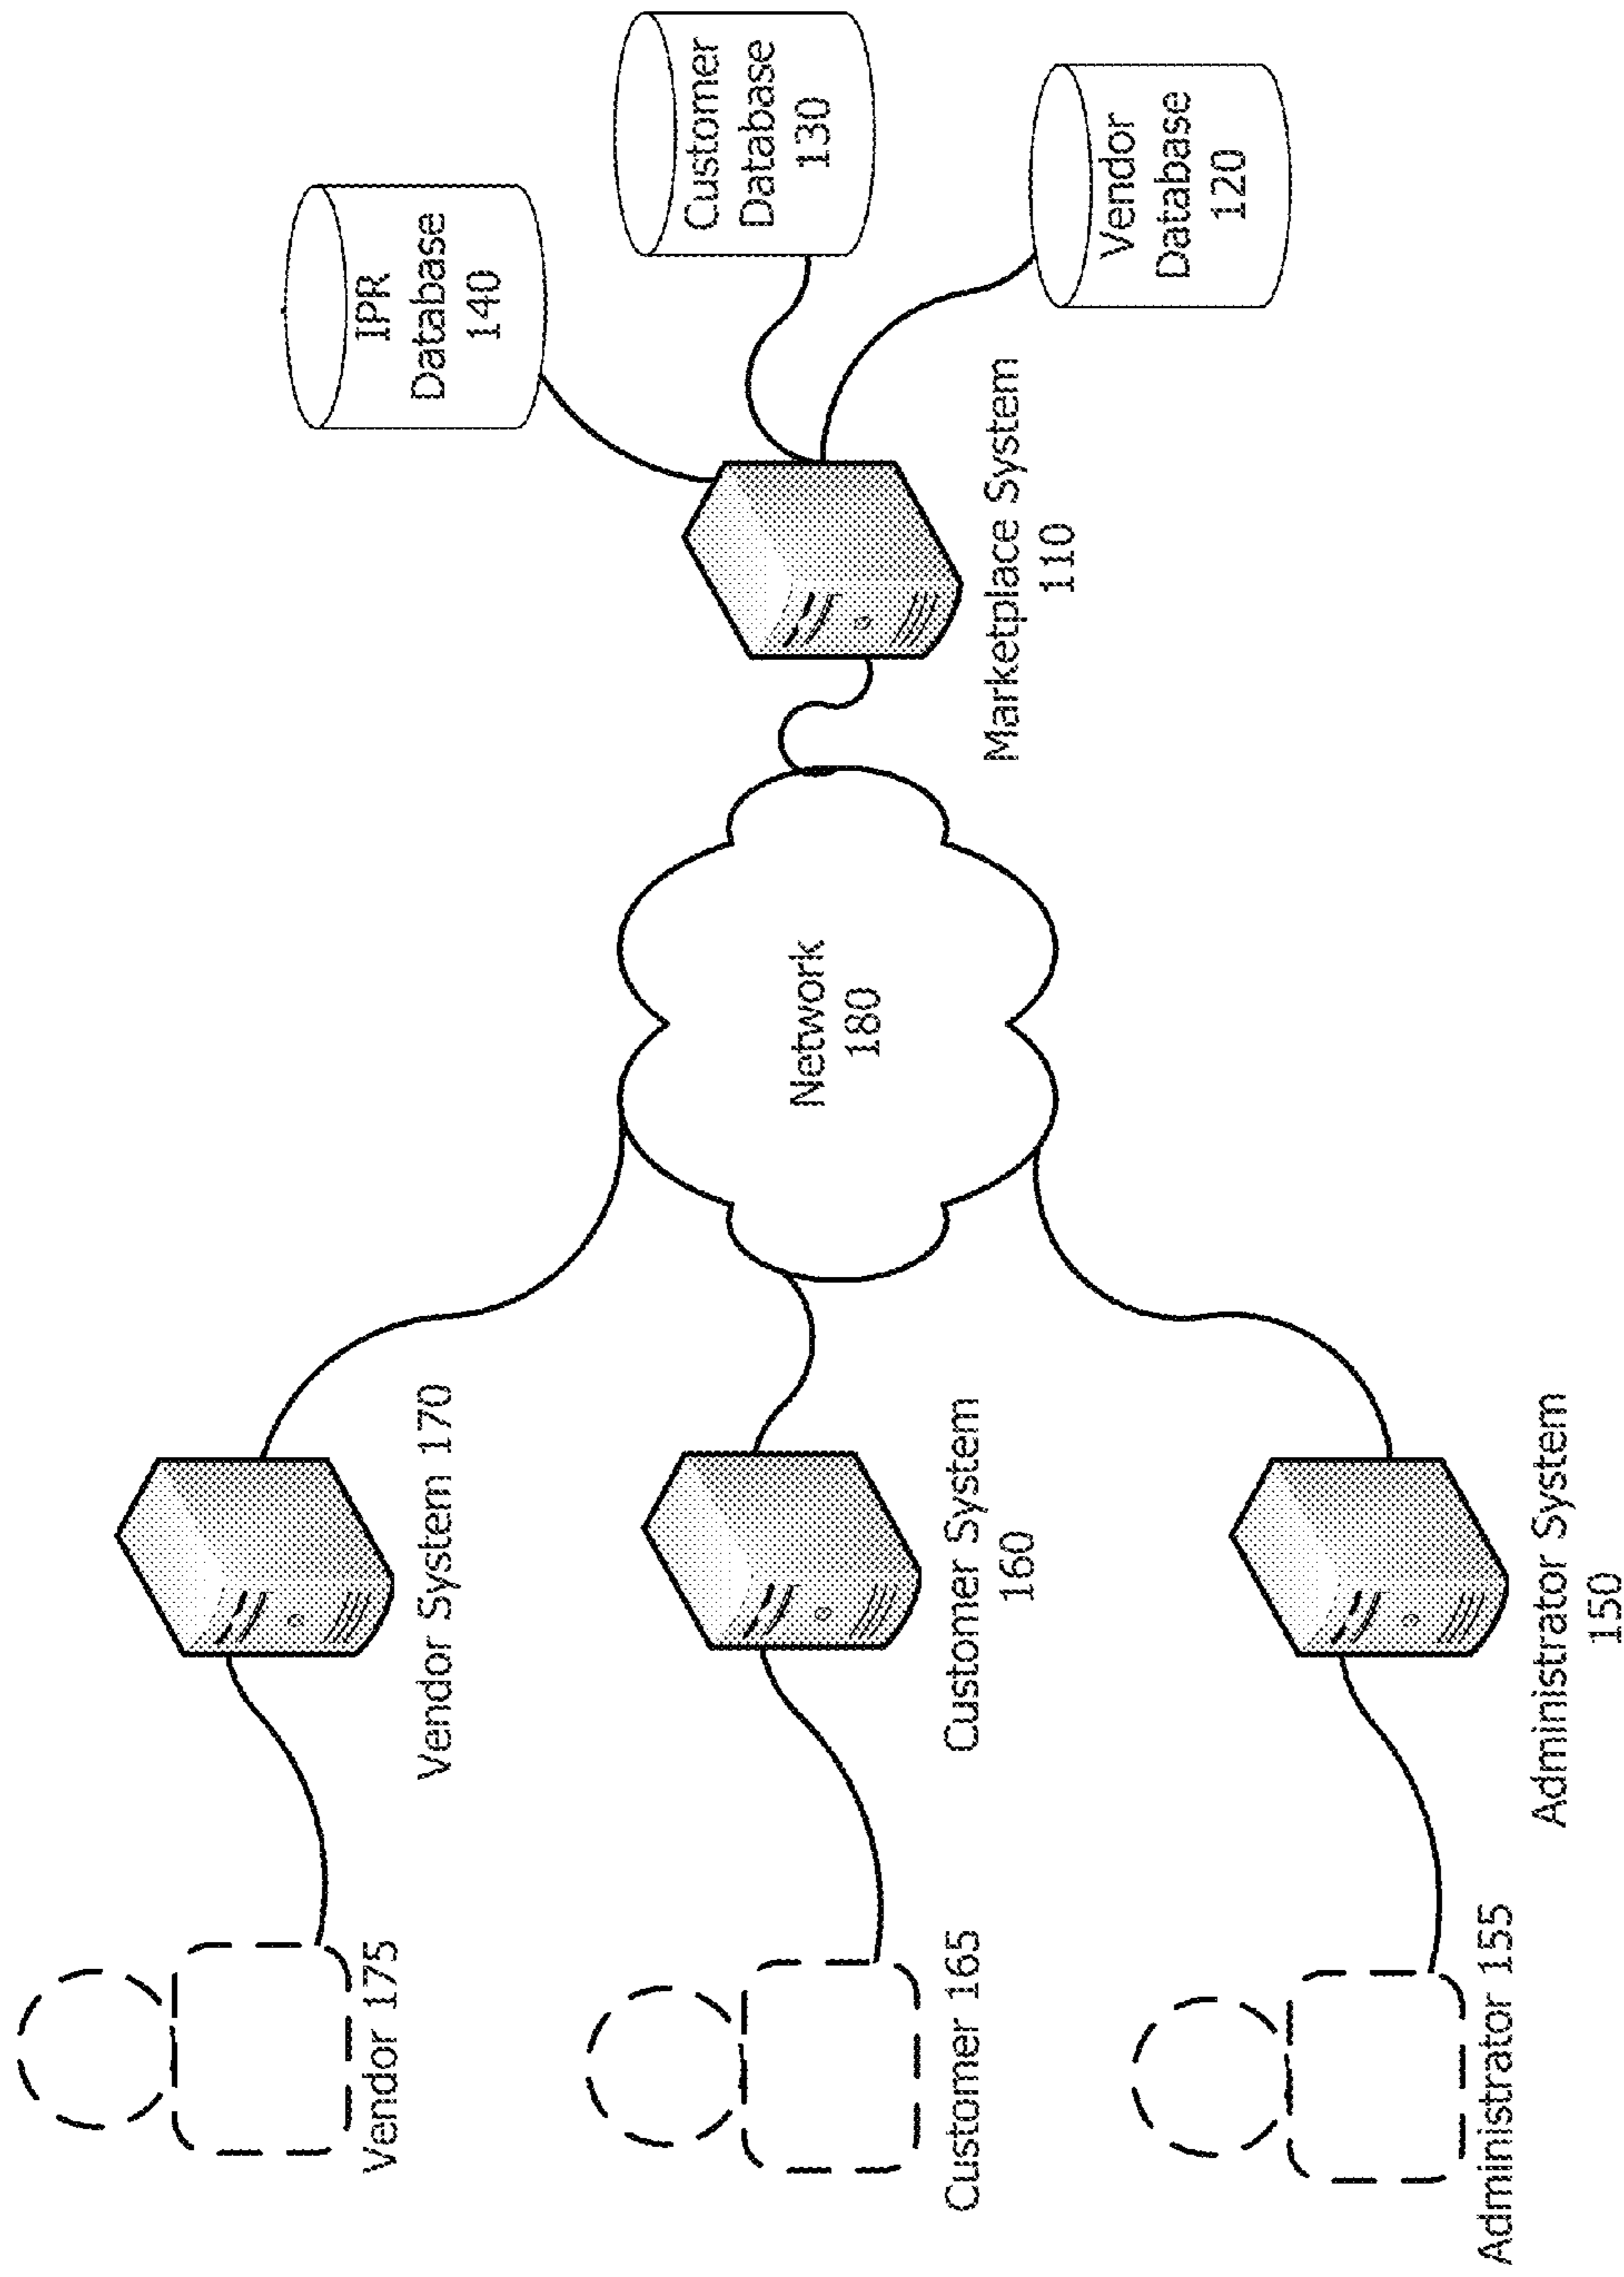 Vendor 175
Vendor System 170
Customer 165
Customer System
160
Administrator 155
Administrator System
150
Network
180
Marketplace System
110
IPR
Database
140
Customer
Database
130
Vendor
Database
120